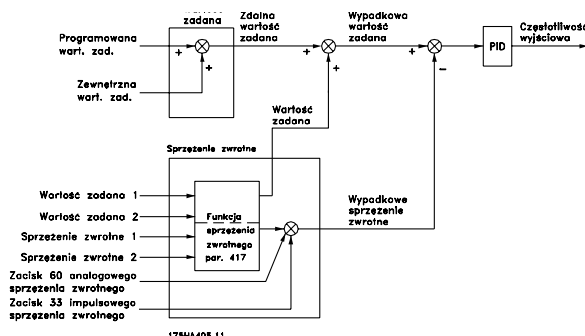 wartość
zadana
Programowana
wart. zad.
Zewnętrzna
wart. zad.
Zdalna
wartość
zadana
Wypadkowa
wartość
zadana
PID
Częstotliwość
wyjściowa
+
+
+
+
+
−
Wartość
zadana
Sprzężenie zwrotne
Wartość zadana 1
Wartość zadana 2
Sprzężenie zwrotne 1
Sprzężenie zwrotne 2
Zacisk 60 analogowego
sprzężenia zwrotnego
Zacisk 33 impulsowego
sprzężenia zwrotnego
Funkcja
sprzężenia
zwrotnego
par. 417
Wypadkowe
sprzężenie
zwrotne
175HA405.11